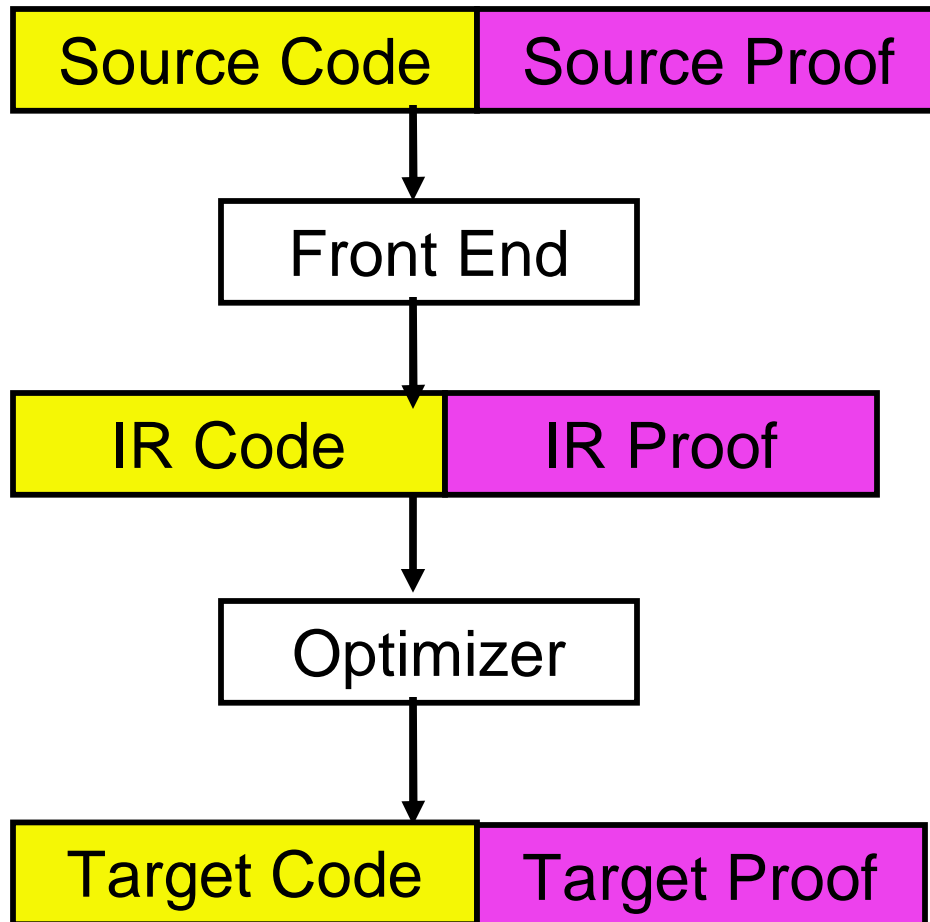 Source Code Source Proof
Front End
IR Code IR Proof
Optimizer
Target Code Target Proof